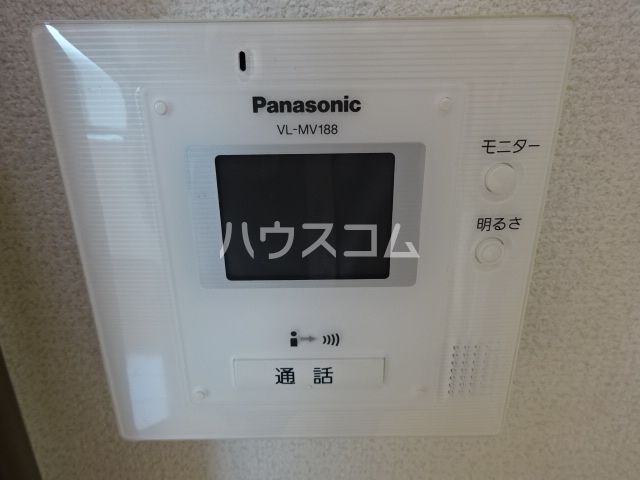 Panasonic
VL-MV188
モニター
明るさ
ハウスコム
通話